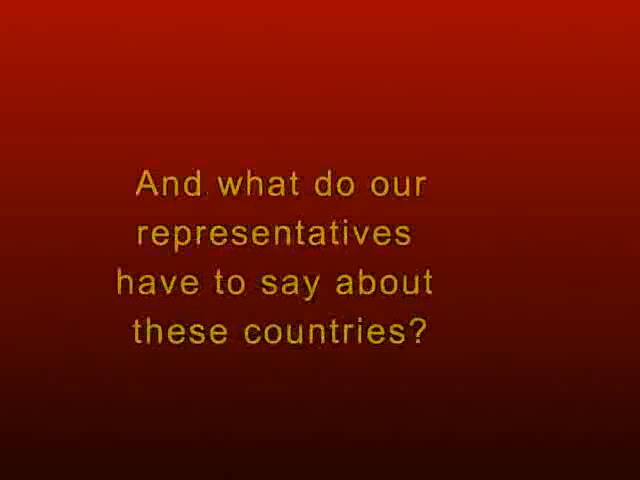 And what do our
representatives
have to say about
these countries?